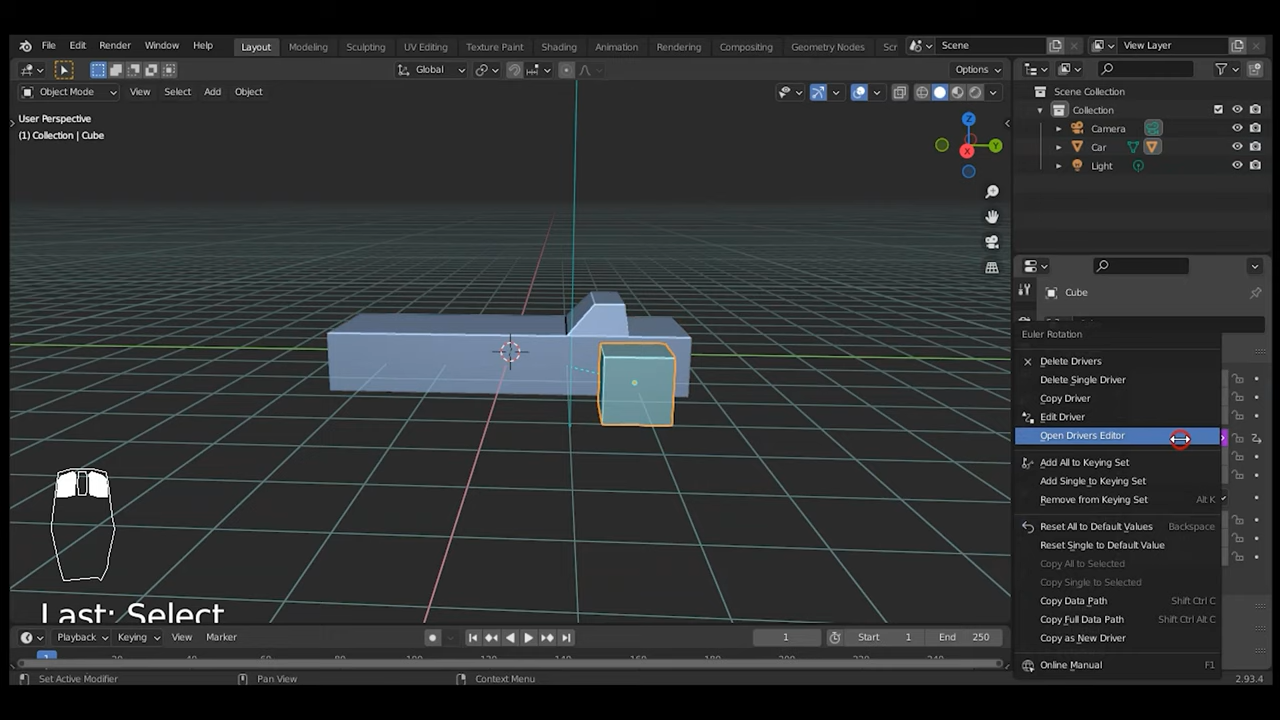 File Edit Render Window Help Layout Modeling Sculpting UV Editing Texture Paint Shading Animation Rendering Compositing Geometry Nodes Scr Scene View Layer
Global Options
Object Mode View Select Add Object
User Perspective
(1) Collection | Cube
Z
Y
X
Scene Collection
Collection
Camera
Car
Light
Cube
Euler Rotation
Delete Drivers
Delete Single Driver
Copy Driver
Edit Driver
Open Drivers Editor
Add All to Keying Set
Add Single to Keying Set
Remove from Keying Set Alt K
Reset All to Default Values Backspace
Reset Single to Default Value
Copy All to Selected
Copy Single to Selected
Copy Data Path Shift Ctrl C
Copy Full Data Path Shift Ctrl Alt C
Copy as New Driver
Online Manual F1
Last: Select
Playback Keying View Marker 1 Start 1 End 250
1
Set Active Modifier Pan View Context Menu 2.93.4